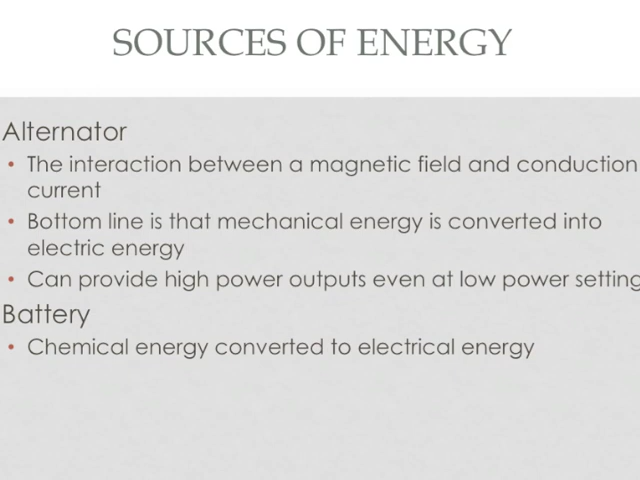 SOURCES OF ENERGY
Alternator
• The interaction between a magnetic field and conduction
current
• Bottom line is that mechanical energy is converted into
electric energy
• Can provide high power outputs even at low power setting
Battery
• Chemical energy converted to electrical energy